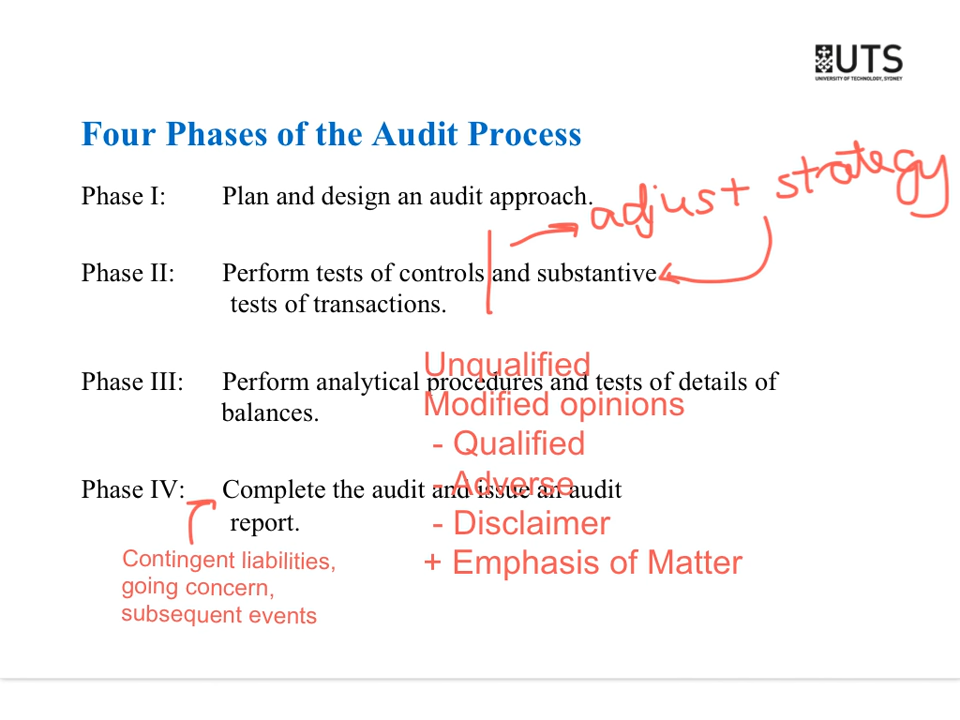 UTS
UNIVERSITY OF TECHNOLOGY, SYDNEY
Four Phases of the Audit Process
Phase I: Plan and design an audit approach.
adjust strategy
Phase II: Perform tests of controls and substantive
tests of transactions.
Phase III: Perform analytical procedures and tests of details of
balances.
Phase IV: Complete the audit and issue an audit
report.
Unqualified
Modified opinions
- Qualified
- Adverse
- Disclaimer
+ Emphasis of Matter
Contingent liabilities,
going concern,
subsequent events